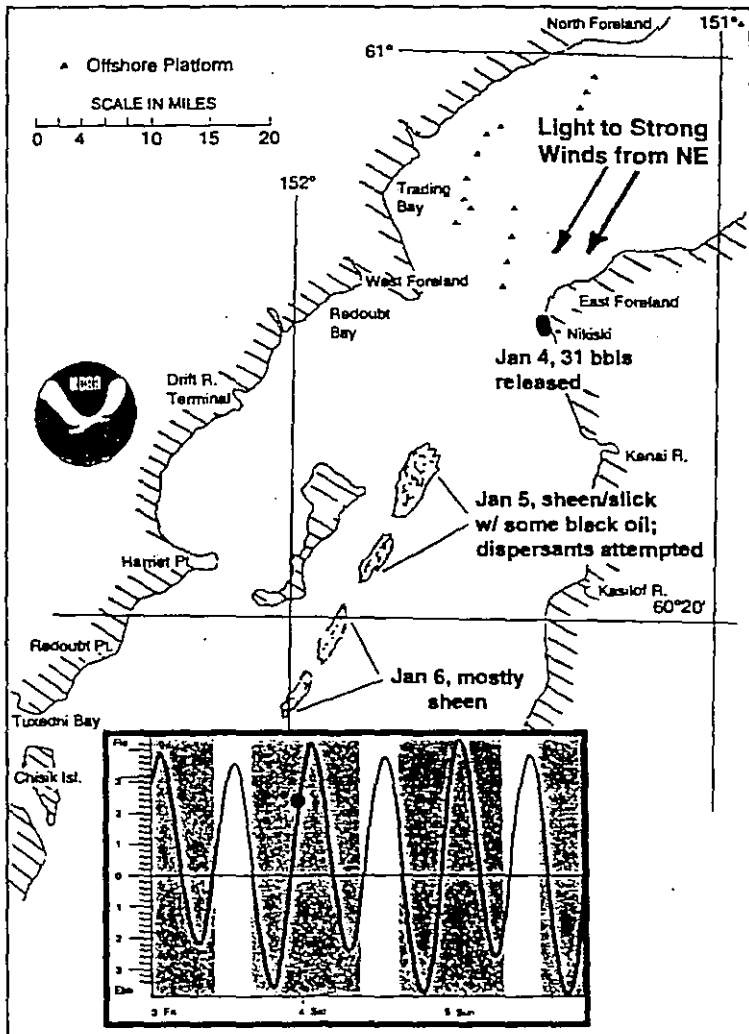 North Foreland
151°
61°
Offshore Platform
SCALE IN MILES
0 4 10 20
Light to Strong
Winds from NE
152°
Trading
Bay
West Foreland
East Foreland
Redoubt
Bay
Nikiski
Jan 4, 31 bbls
released
Drift R.
Terminal
Kenai R.
Jan 5, sheen/slick
w/ some black oil;
dispersants attempted
Harriet Pt.
Kasilof R.
60°20'
Redoubt Pt.
Jan 6, mostly
sheen
Tuxedni Bay
Chisik Isl.
3
2
1
0
1
2
3
Ebb
3 Fri 4 Sat 5 Sun